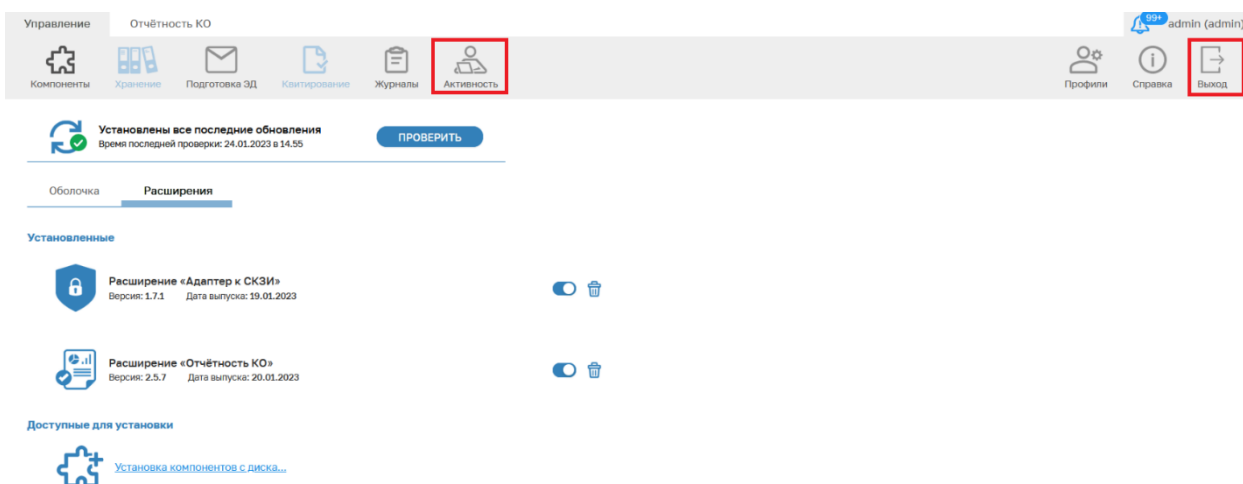 Управление Отчётность КО 99+ admin (admin)
Компоненты Хранение Подготовка ЭД Квитирование Журналы Активность Профили Справка Выход
Установлены все последние обновления
Время последней проверки: 24.01.2023 в 14.55
ПРОВЕРИТЬ
Оболочка Расширения
Установленные
Расширение «Адаптер к СКЗИ»
Версия: 1.7.1 Дата выпуска: 19.01.2023
Расширение «Отчётность КО»
Версия: 2.5.7 Дата выпуска: 20.01.2023
Доступные для установки
Установка компонентов с диска...